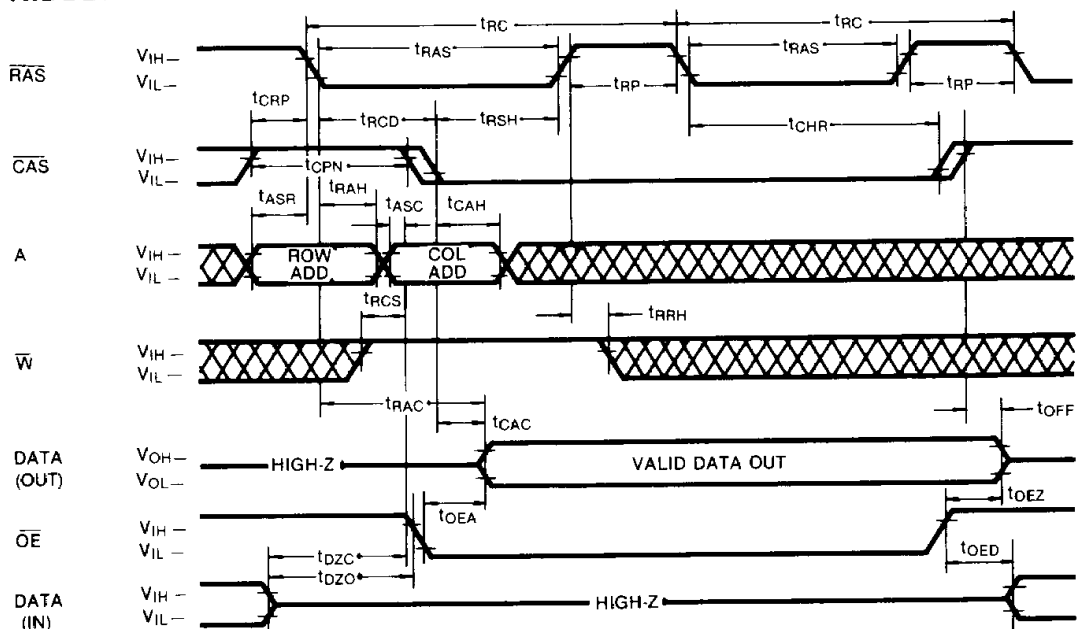 tRC tRC
RAS
VIH—
VIL—
tRAS tRAS
tRP tRP
tCRP
tRCD tRSH
tCHR
CAS
VIH—
VIL—
tCPN
tASR tRAH tASC tCAH
A
VIH—
VIL—
ROW ADD
COL ADD
tRCS
tRRH
W
VIH—
VIL—
tRAC
tCAC
tOFF
DATA (OUT)
VOH—
VOL—
HIGH-Z
VALID DATA OUT
tOEA
tOEZ
OE
VIH—
VIL—
tDZC
tOED
tDZO
DATA (IN)
VIH—
VIL—
HIGH-Z